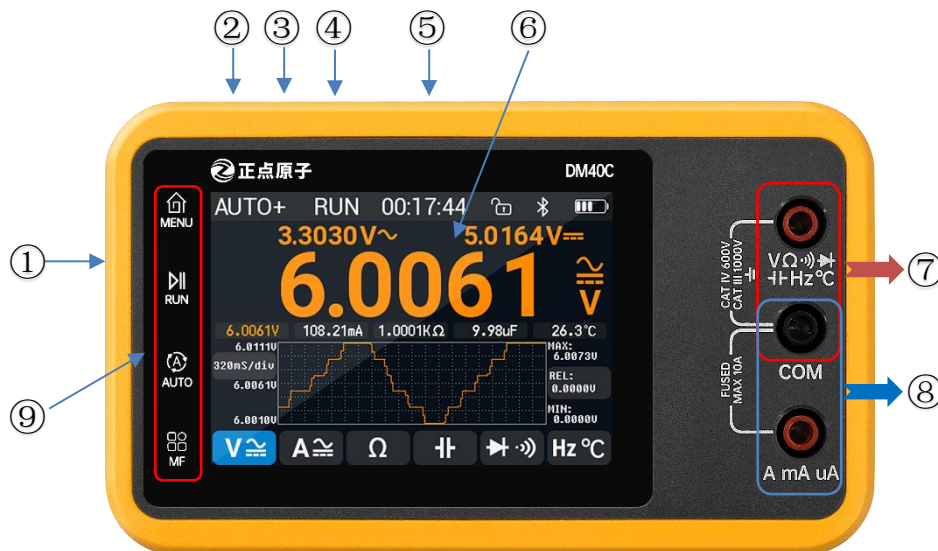 ② ③ ④ ⑤ ⑥
正点原子 DM40C
AUTO+ RUN 00:17:44
3.3030V～ 5.0164V⎓
6.0061 V
6.0061V 108.21mA 1.0001KΩ 9.98uF 26.3℃
6.0111V
320mS/div
6.0061V
6.0010V
MAX:
6.0073V
REL:
0.0000V
MIN:
0.0000V
V A Ω Hz ℃
①
MENU
RUN
AUTO
MF
⑨
CAT IV 600V
CAT III 1000V
VΩ
Hz℃
⑦
COM
FUSED
MAX 10A
⑧
A mA uA